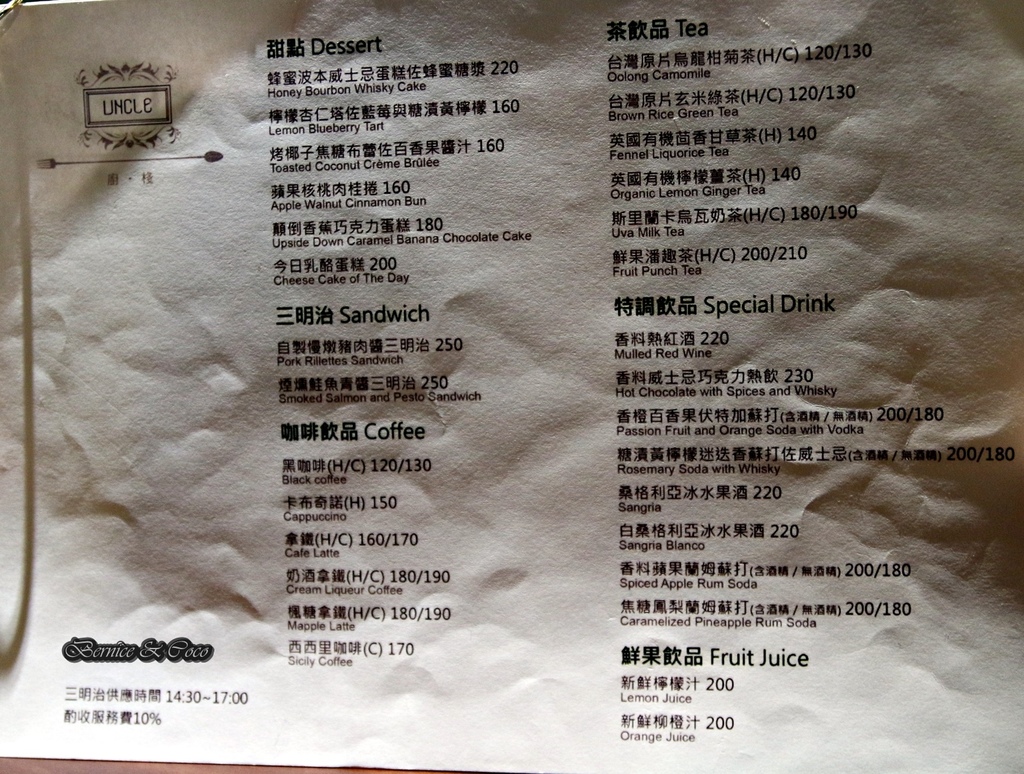 UNCLE
廚・棧
甜點 Dessert
蜂蜜波本威士忌蛋糕佐蜂蜜糖漿 220
Honey Bourbon Whisky Cake
檸檬杏仁塔佐藍莓與糖漬黃檸檬 160
Lemon Blueberry Tart
烤椰子焦糖布蕾佐百香果醬汁 160
Toasted Coconut Crème Brûlée
蘋果核桃肉桂捲 160
Apple Walnut Cinnamon Bun
顛倒香蕉巧克力蛋糕 180
Upside Down Caramel Banana Chocolate Cake
今日乳酪蛋糕 200
Cheese Cake of The Day
三明治 Sandwich
自製慢燉豬肉醬三明治 250
Pork Rillettes Sandwich
煙燻鮭魚青醬三明治 250
Smoked Salmon and Pesto Sandwich
咖啡飲品 Coffee
黑咖啡(H/C) 120/130
Black coffee
卡布奇諾(H) 150
Cappuccino
拿鐵(H/C) 160/170
Cafe Latte
奶酒拿鐵(H/C) 180/190
Cream Liqueur Coffee
楓糖拿鐵(H/C) 180/190
Mapple Latte
西西里咖啡(C) 170
Sicily Coffee
茶飲品 Tea
台灣原片烏龍柑菊茶(H/C) 120/130
Oolong Camomile
台灣原片玄米綠茶(H/C) 120/130
Brown Rice Green Tea
英國有機茴香甘草茶(H) 140
Fennel Liquorice Tea
英國有機檸檬薑茶(H) 140
Organic Lemon Ginger Tea
斯里蘭卡烏瓦奶茶(H/C) 180/190
Uva Milk Tea
鮮果潘趣茶(H/C) 200/210
Fruit Punch Tea
特調飲品 Special Drink
香料熱紅酒 220
Mulled Red Wine
香料威士忌巧克力熱飲 230
Hot Chocolate with Spices and Whisky
香橙百香果伏特加蘇打(含酒精 / 無酒精) 200/180
Passion Fruit and Orange Soda with Vodka
糖漬黃檸檬迷迭香蘇打佐威士忌(含酒精 / 無酒精) 200/180
Rosemary Soda with Whisky
桑格利亞冰水果酒 220
Sangria
白桑格利亞冰水果酒 220
Sangria Blanco
香料蘋果蘭姆蘇打(含酒精 / 無酒精) 200/180
Spiced Apple Rum Soda
焦糖鳳梨蘭姆蘇打(含酒精 / 無酒精) 200/180
Caramelized Pineapple Rum Soda
鮮果飲品 Fruit Juice
新鮮檸檬汁 200
Lemon Juice
新鮮柳橙汁 200
Orange Juice
Bernice & Coco
三明治供應時間 14:30~17:00
酌收服務費10%